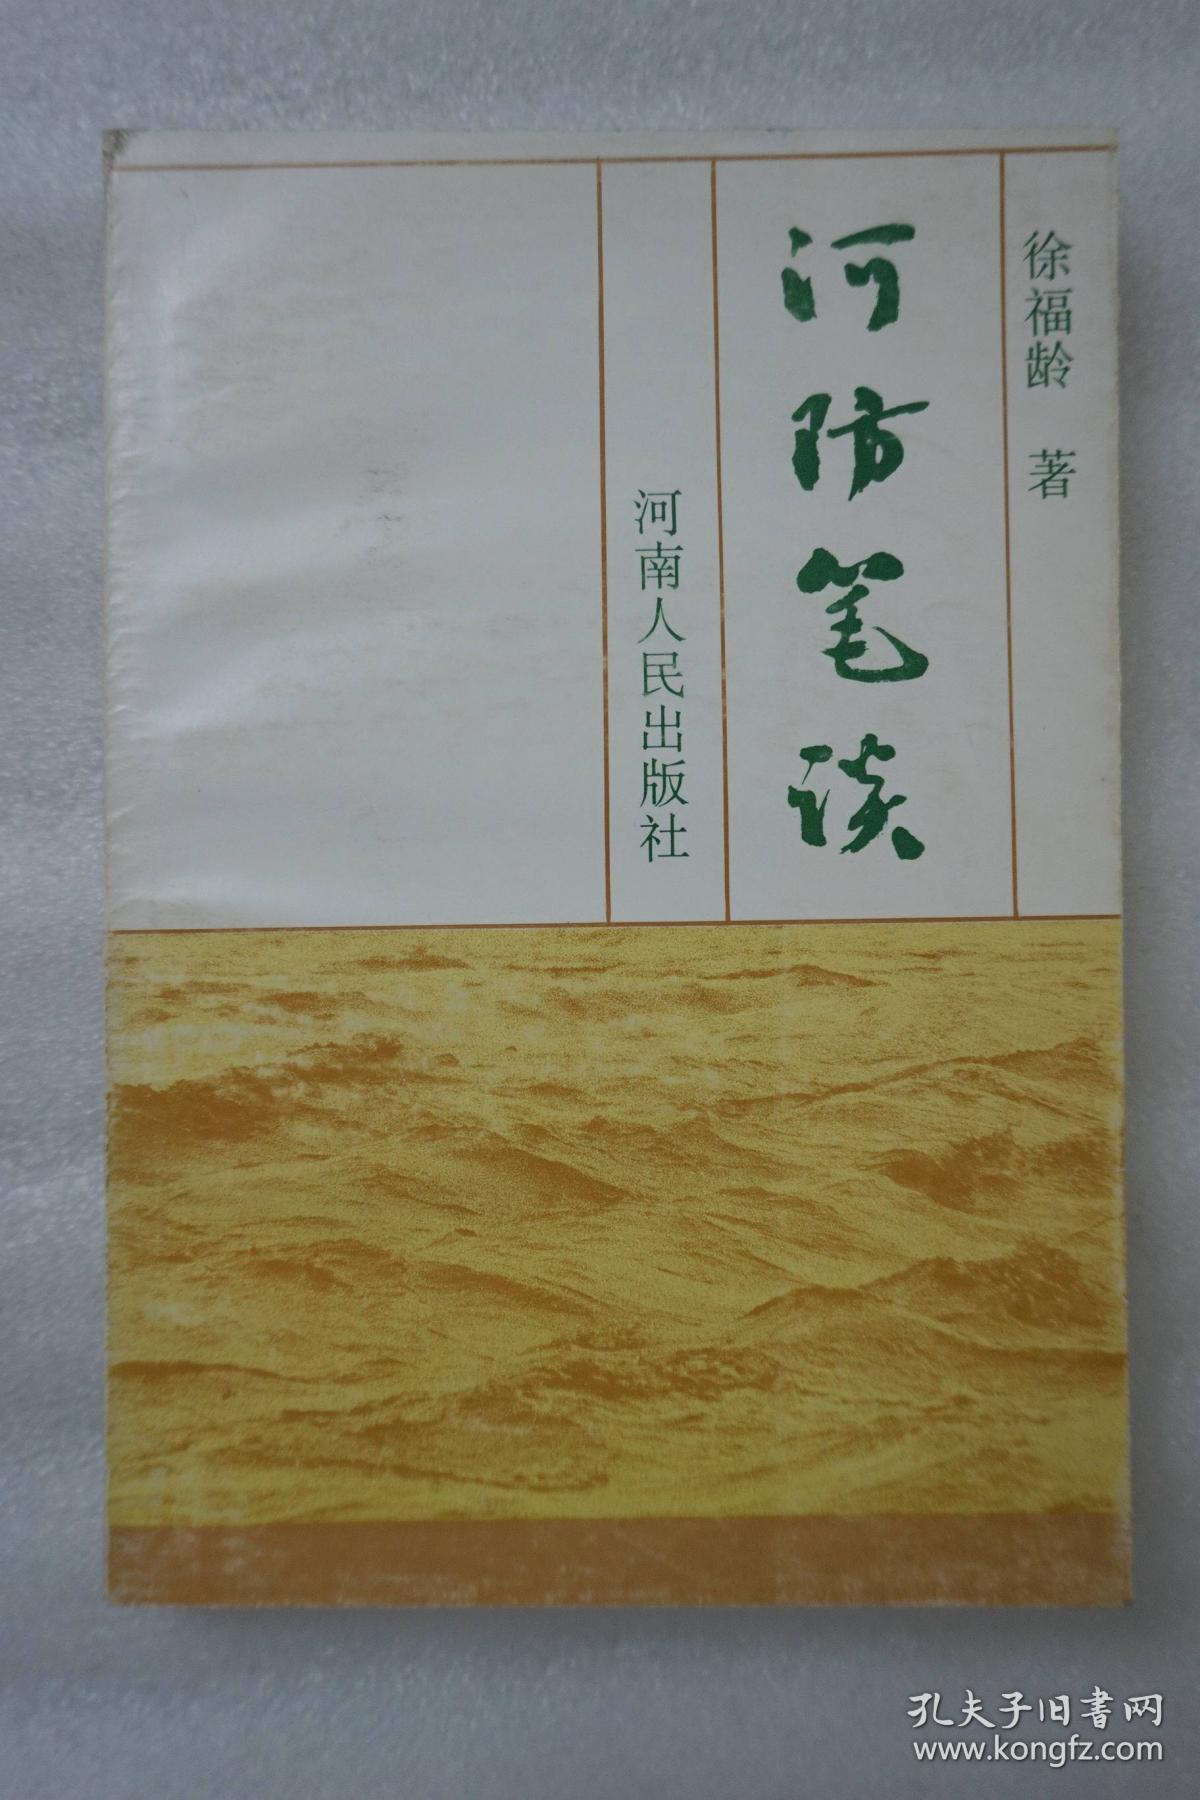 徐福龄 著
河防笔谈
河南人民出版社
孔夫子旧书网
www.kongfz.com